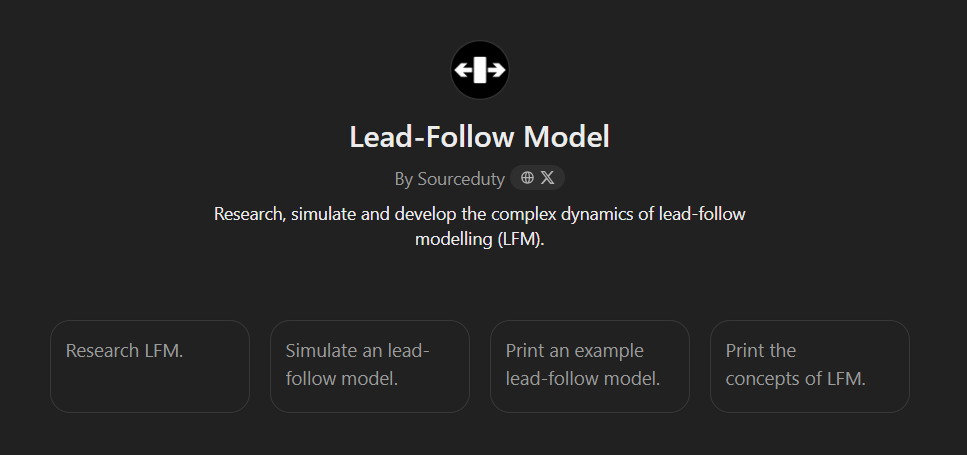 Lead-Follow Model
By Sourceduty
Research, simulate and develop the complex dynamics of lead-follow
modelling (LFM).
Research LFM.
Simulate an lead-
follow model.
Print an example
lead-follow model.
Print the
concepts of LFM.